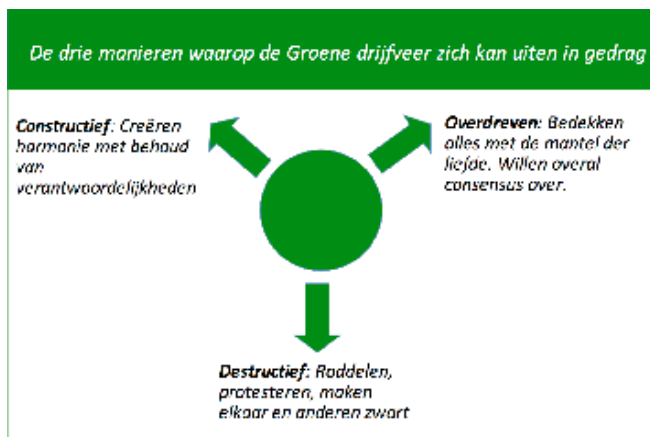 De drie manieren waarop de Groene drijfveer zich kan uiten in gedrag
Constructief: Creëren
harmonie met behoud
van
verantwoordelijkheden
Overdreven: Bedekken
alles met de mantel der
liefde. Willen overal
consensus over.
Destructief: Roddelen,
protesteren, maken
elkaar en anderen zwart